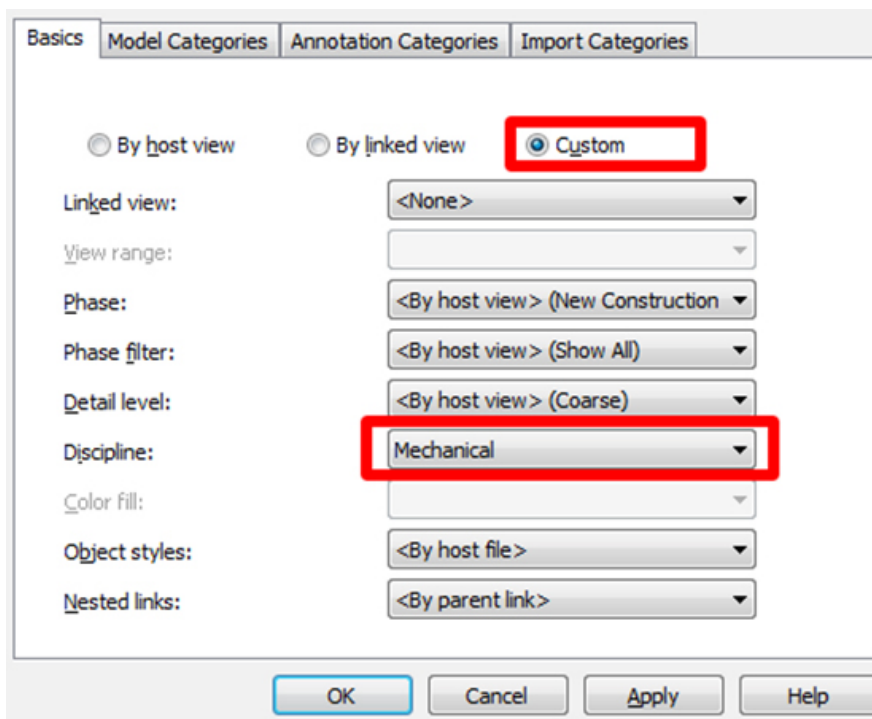 Basics Model Categories Annotation Categories Import Categories
By host view By linked view Custom
Linked view: <None>
View range:
Phase: <By host view> (New Construction
Phase filter: <By host view> (Show All)
Detail level: <By host view> (Coarse)
Discipline: Mechanical
Color fill:
Object styles: <By host file>
Nested links: <By parent link>
OK Cancel Apply Help